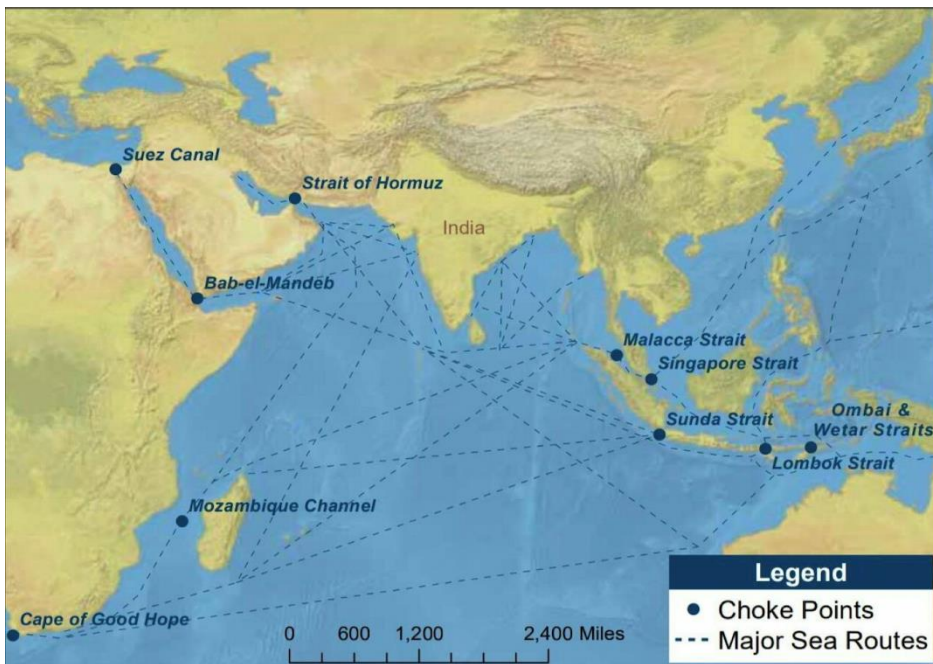 Suez Canal
Strait of Hormuz
India
Bab-el-Mandeb
Malacca Strait
Singapore Strait
Sunda Strait
Ombai &
Wetar Straits
Lombok Strait
Mozambique Channel
Cape of Good Hope
0 600 1,200 2,400 Miles
Legend
Choke Points
Major Sea Routes